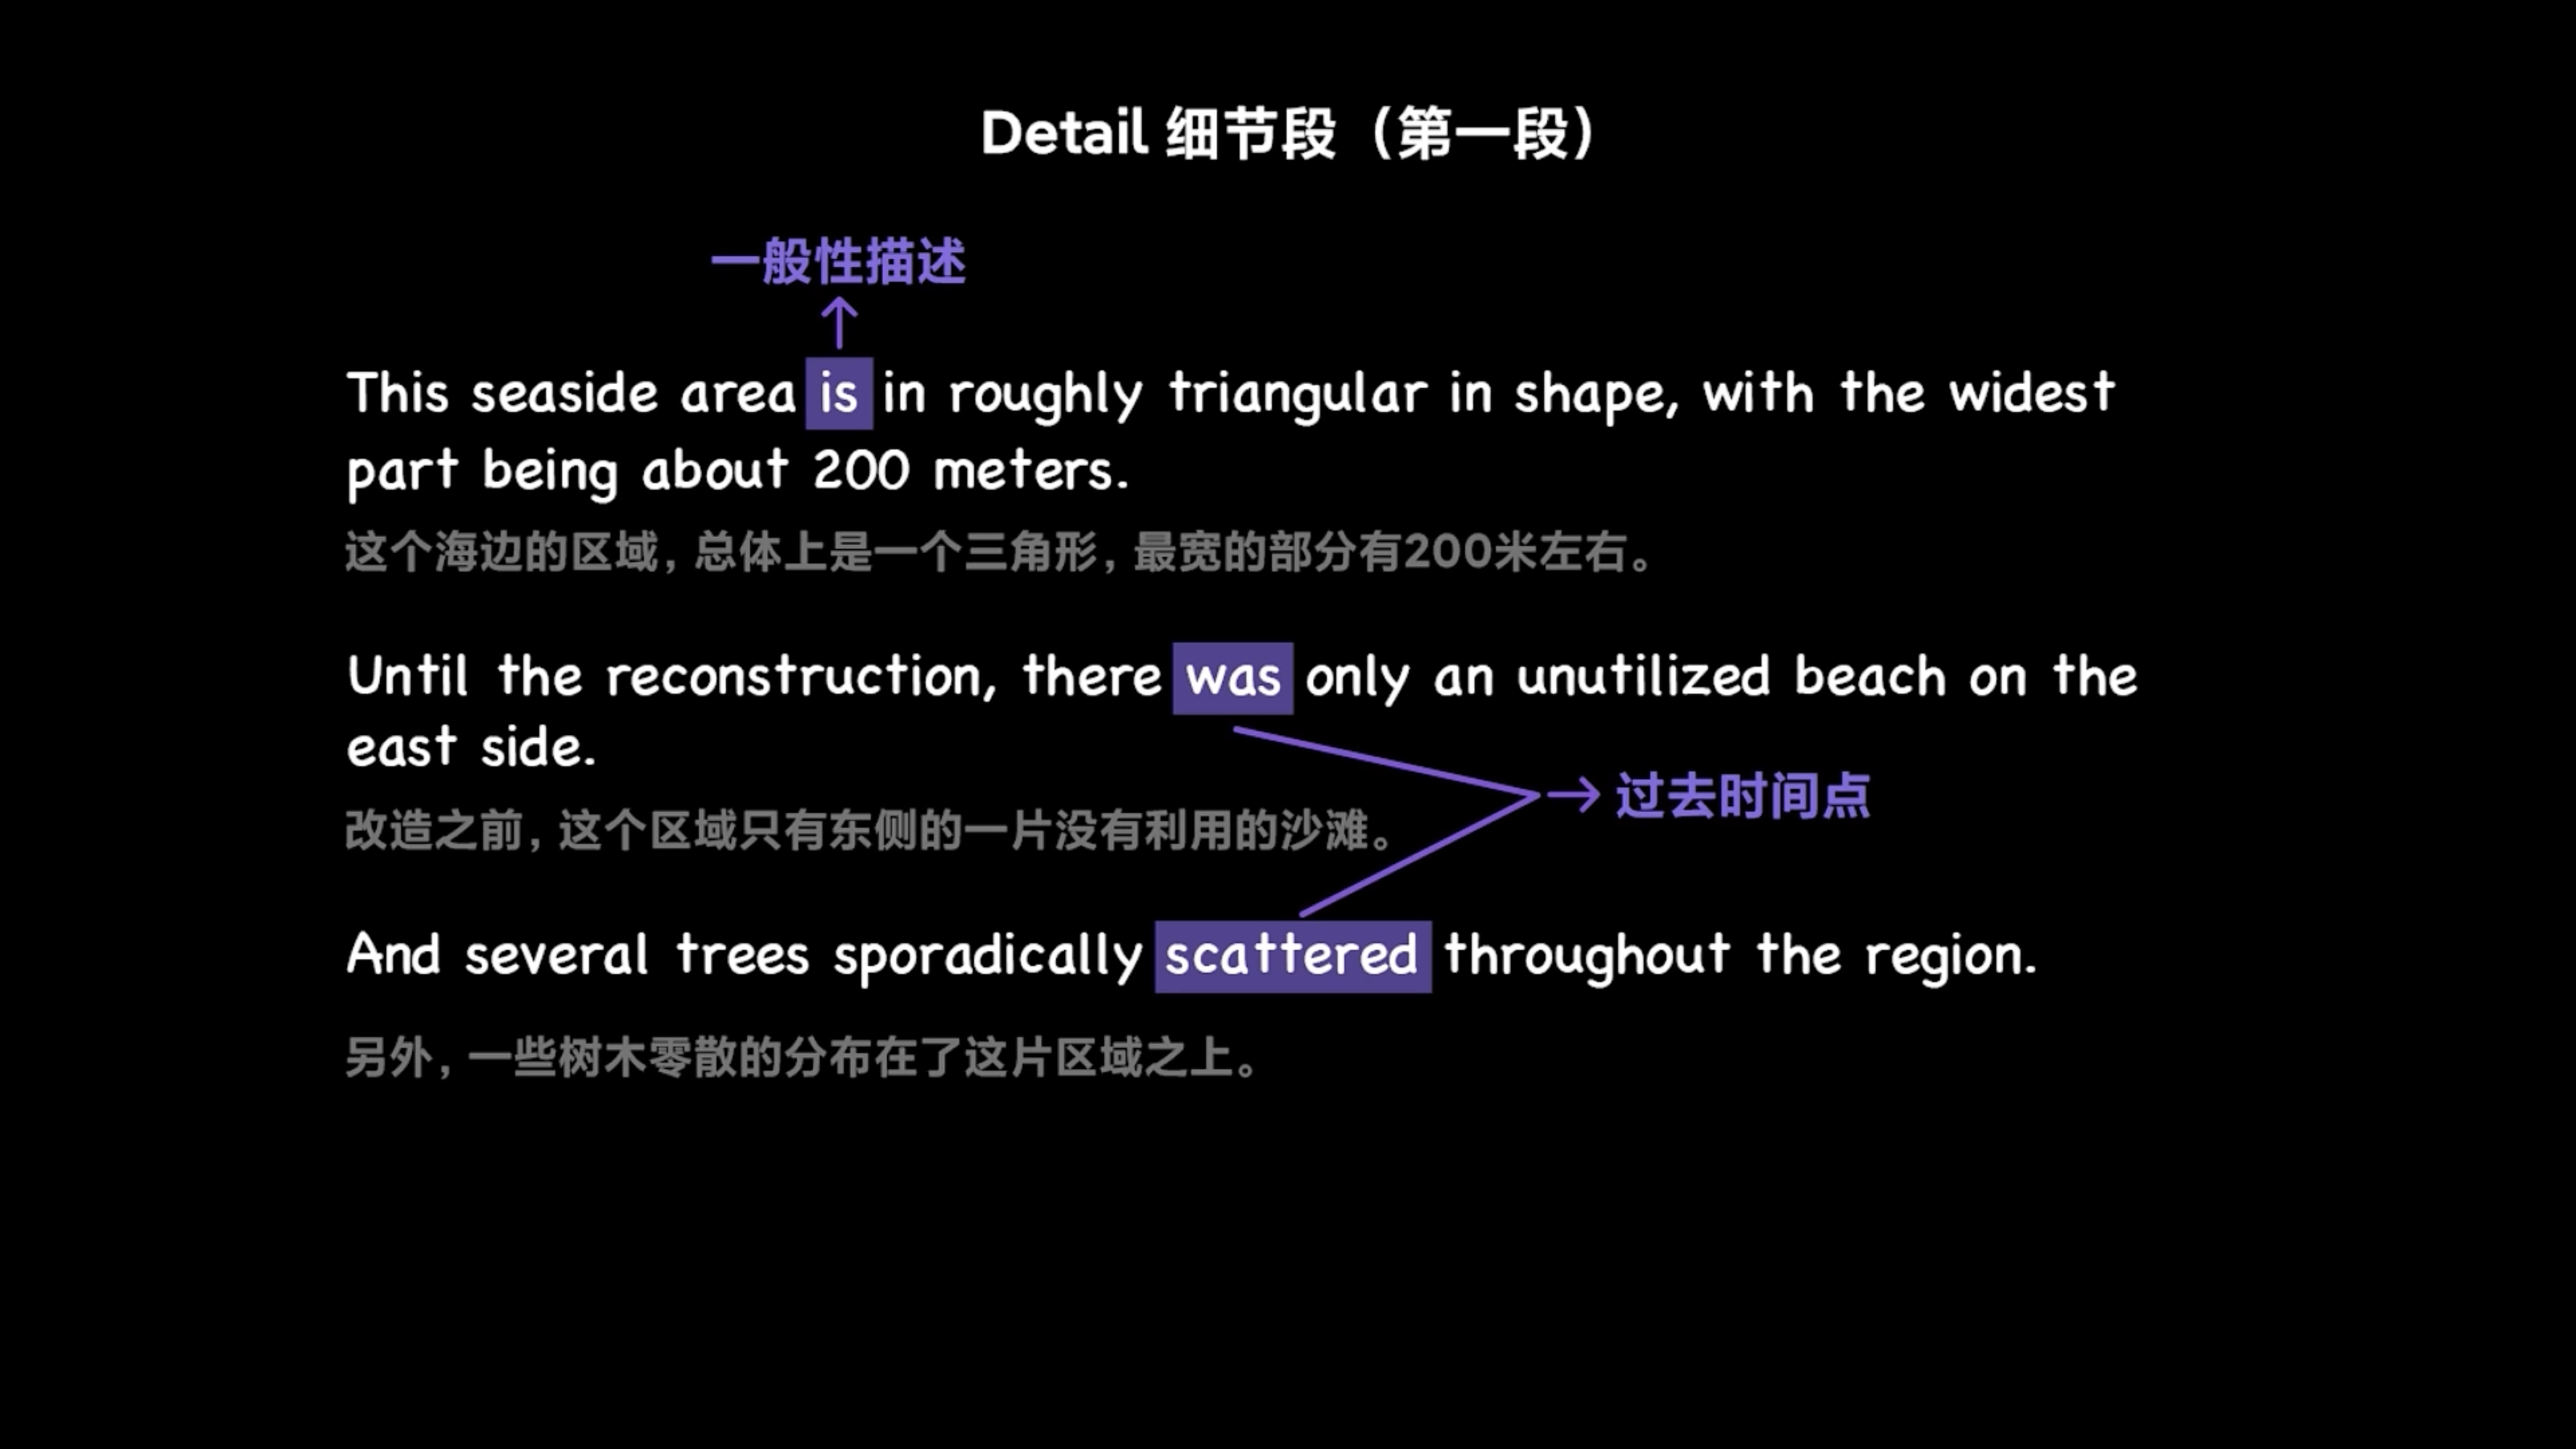 Detail 细节段（第一段）
一般性描述
This seaside area is in roughly triangular in shape, with the widest
part being about 200 meters.
这个海边的区域，总体上是一个三角形，最宽的部分有200米左右。
Until the reconstruction, there was only an unutilized beach on the
east side.
过去时间点
改造之前，这个区域只有东侧的一片没有利用的沙滩。
And several trees sporadically scattered throughout the region.
另外，一些树木零散的分布在了这片区域之上。